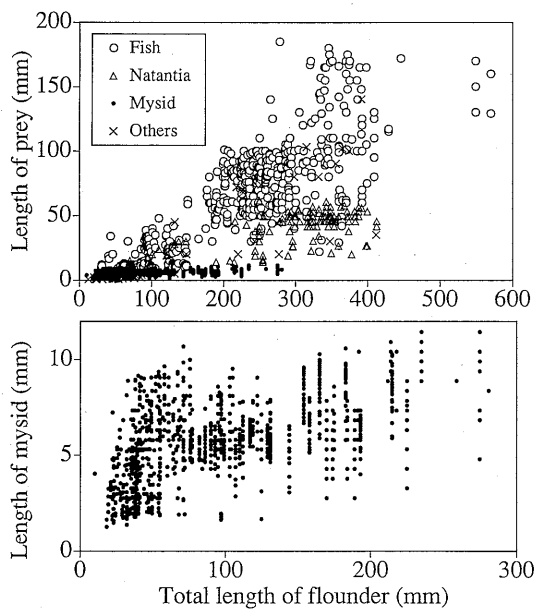 200
Fish
Natantia
Mysid
Others
150
100
50
0
Length of prey (mm)
0 100 200 300 400 500 600
10
5
0
Length of mysid (mm)
0 100 200 300
Total length of flounder (mm)